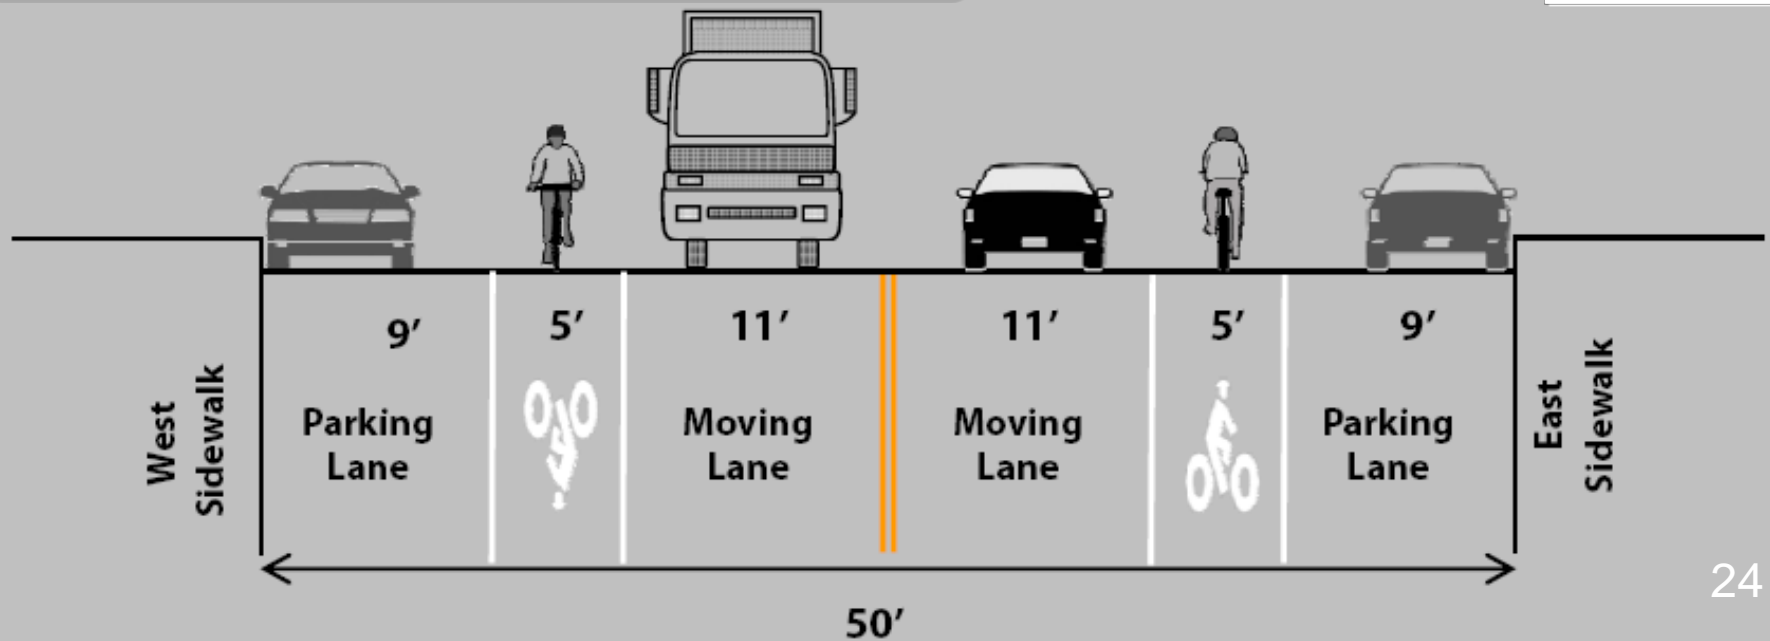 9′
5′
11′
11′
5′
9′
West
Sidewalk
Parking
Lane
Moving
Lane
Moving
Lane
Parking
Lane
East
Sidewalk
50′
24